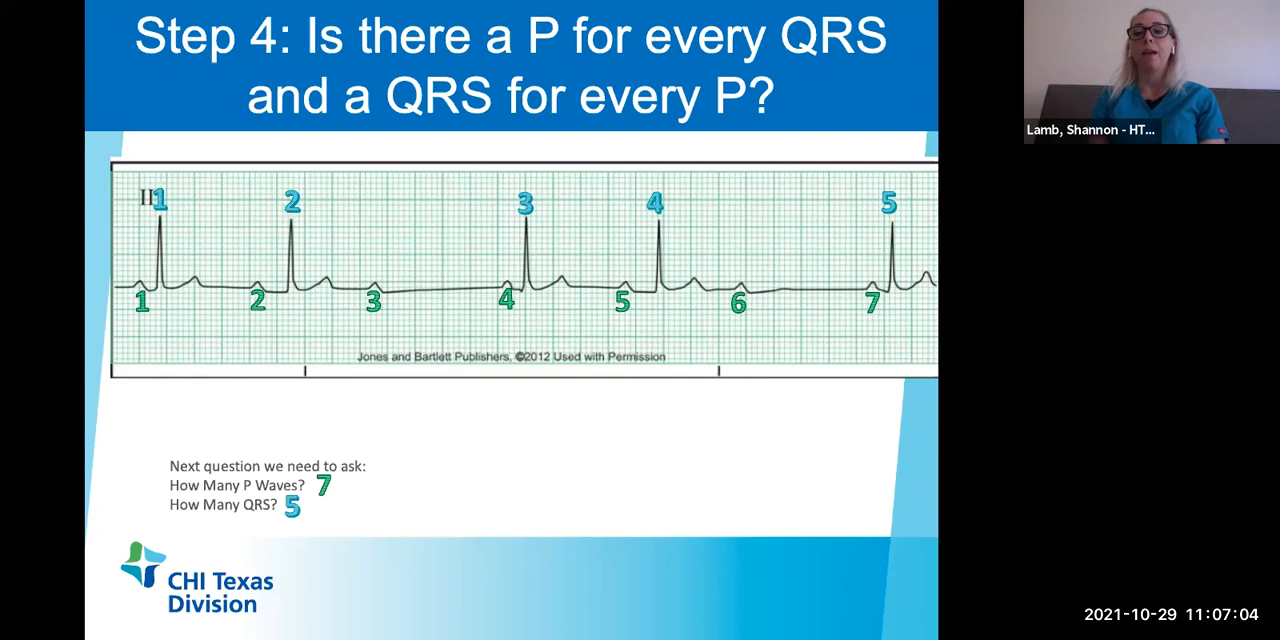 Step 4: Is there a P for every QRS
and a QRS for every P?
Lamb, Shannon - HT...
II 1 2 3 4 5
1 2 3 4 5 6 7
Jones and Bartlett Publishers, ©2012 Used with Permission
Next question we need to ask:
How Many P Waves? 7
How Many QRS? 5
CHI Texas
Division
2021-10-29 11:07:04